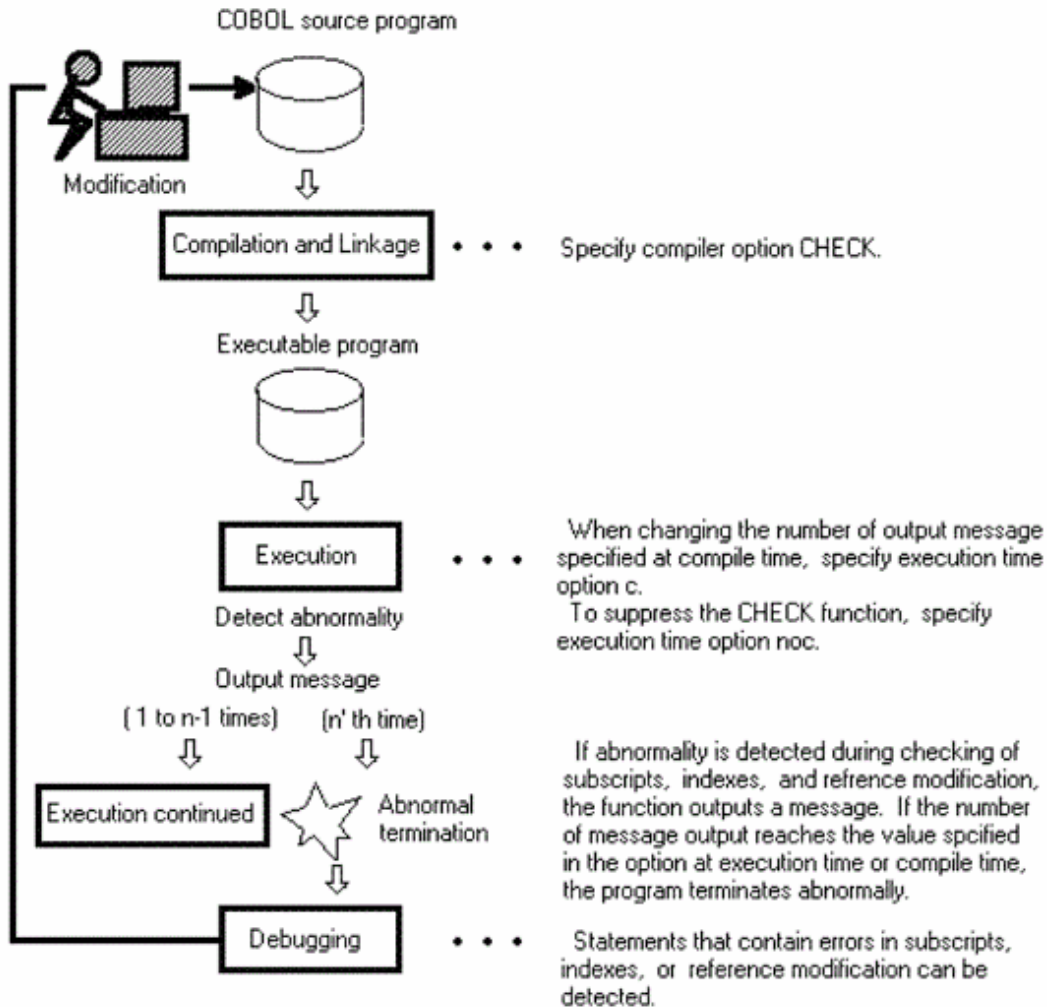 COBOL source program
Modification
Compilation and Linkage
• • •
Specify compiler option CHECK.
Executable program
Execution
• • •
When changing the number of output message
specified at compile time, specify execution time
option c.
To suppress the CHECK function, specify
execution time option noc.
Detect abnormality
Output message
( 1 to n-1 times)
(n' th time)
Execution continued
Abnormal
termination
If abnormality is detected during checking of
subscripts, indexes, and refrence modification,
the function outputs a message. If the number
of message output reaches the value spcified
in the option at execution time or compile time,
the program terminates abnormally.
Debugging
• • •
Statements that contain errors in subscripts,
indexes, or reference modification can be
detected.